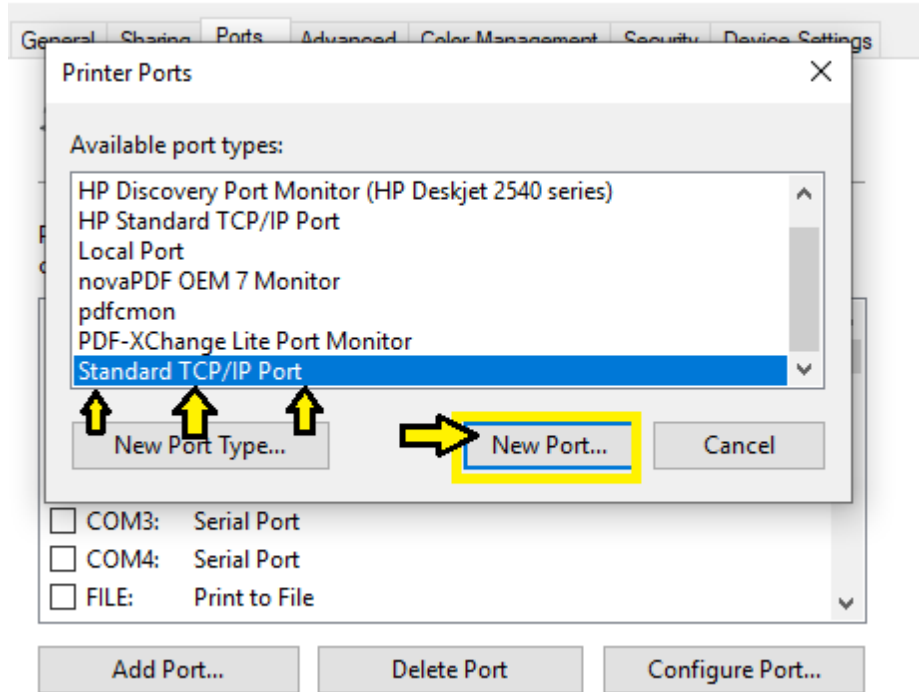 General Sharing Ports Advanced Color Management Security Device Settings
Printer Ports
Available port types:
HP Discovery Port Monitor (HP Deskjet 2540 series)
HP Standard TCP/IP Port
Local Port
novaPDF OEM 7 Monitor
pdfcmon
PDF-XChange Lite Port Monitor
Standard TCP/IP Port
New Port Type... New Port... Cancel
COM3: Serial Port
COM4: Serial Port
FILE: Print to File
Add Port... Delete Port Configure Port...